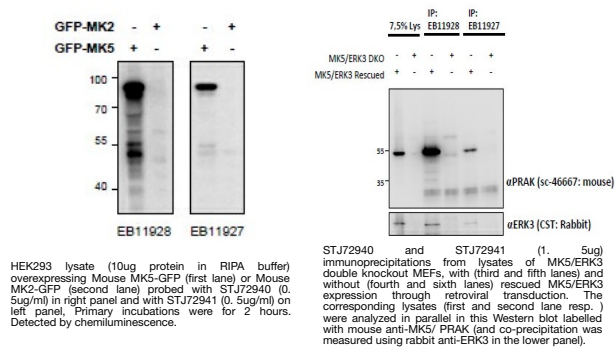 GFP-MK2 - + - +
GFP-MK5 + - + -
100
70
55
40
EB11928 EB11927
HEK293 lysate (10ug protein in RIPA buffer)
overexpressing Mouse MK5-GFP (first lane) or Mouse
MK2-GFP (second lane) probed with STJ72940 (0.
5ug/ml) in right panel and with STJ72941 (0. 5ug/ml) on
left panel, Primary incubations were for 2 hours.
Detected by chemiluminescence.
IP: IP:
7,5% Lys EB11928 EB11927
MK5/ERK3 DKO - + - + - +
MK5/ERK3 Rescued + - + - + -
55
35
αPRAK (sc-46667: mouse)
αERK3 (CST: Rabbit)
STJ72940 and STJ72941 (1. 5ug)
immunoprecipitations from lysates of MK5/ERK3
double knockout MEFs, with (third and fifth lanes) and
without (fourth and sixth lanes) rescued MK5/ERK3
expression through retroviral transduction. The
corresponding lysates (first and second lane resp. )
were analyzed in parallel in this Western blot labelled
with mouse anti-MK5/ PRAK (and co-precipitation was
measured using rabbit anti-ERK3 in the lower panel).